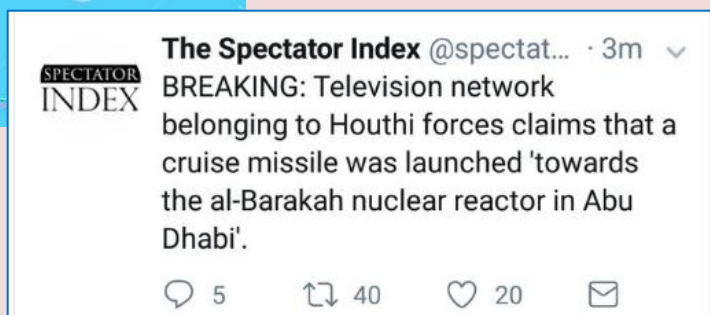 SPECTATOR
INDEX
The Spectator Index @spectat... · 3m
BREAKING: Television network
belonging to Houthi forces claims that a
cruise missile was launched 'towards
the al-Barakah nuclear reactor in Abu
Dhabi'.
5 40 20